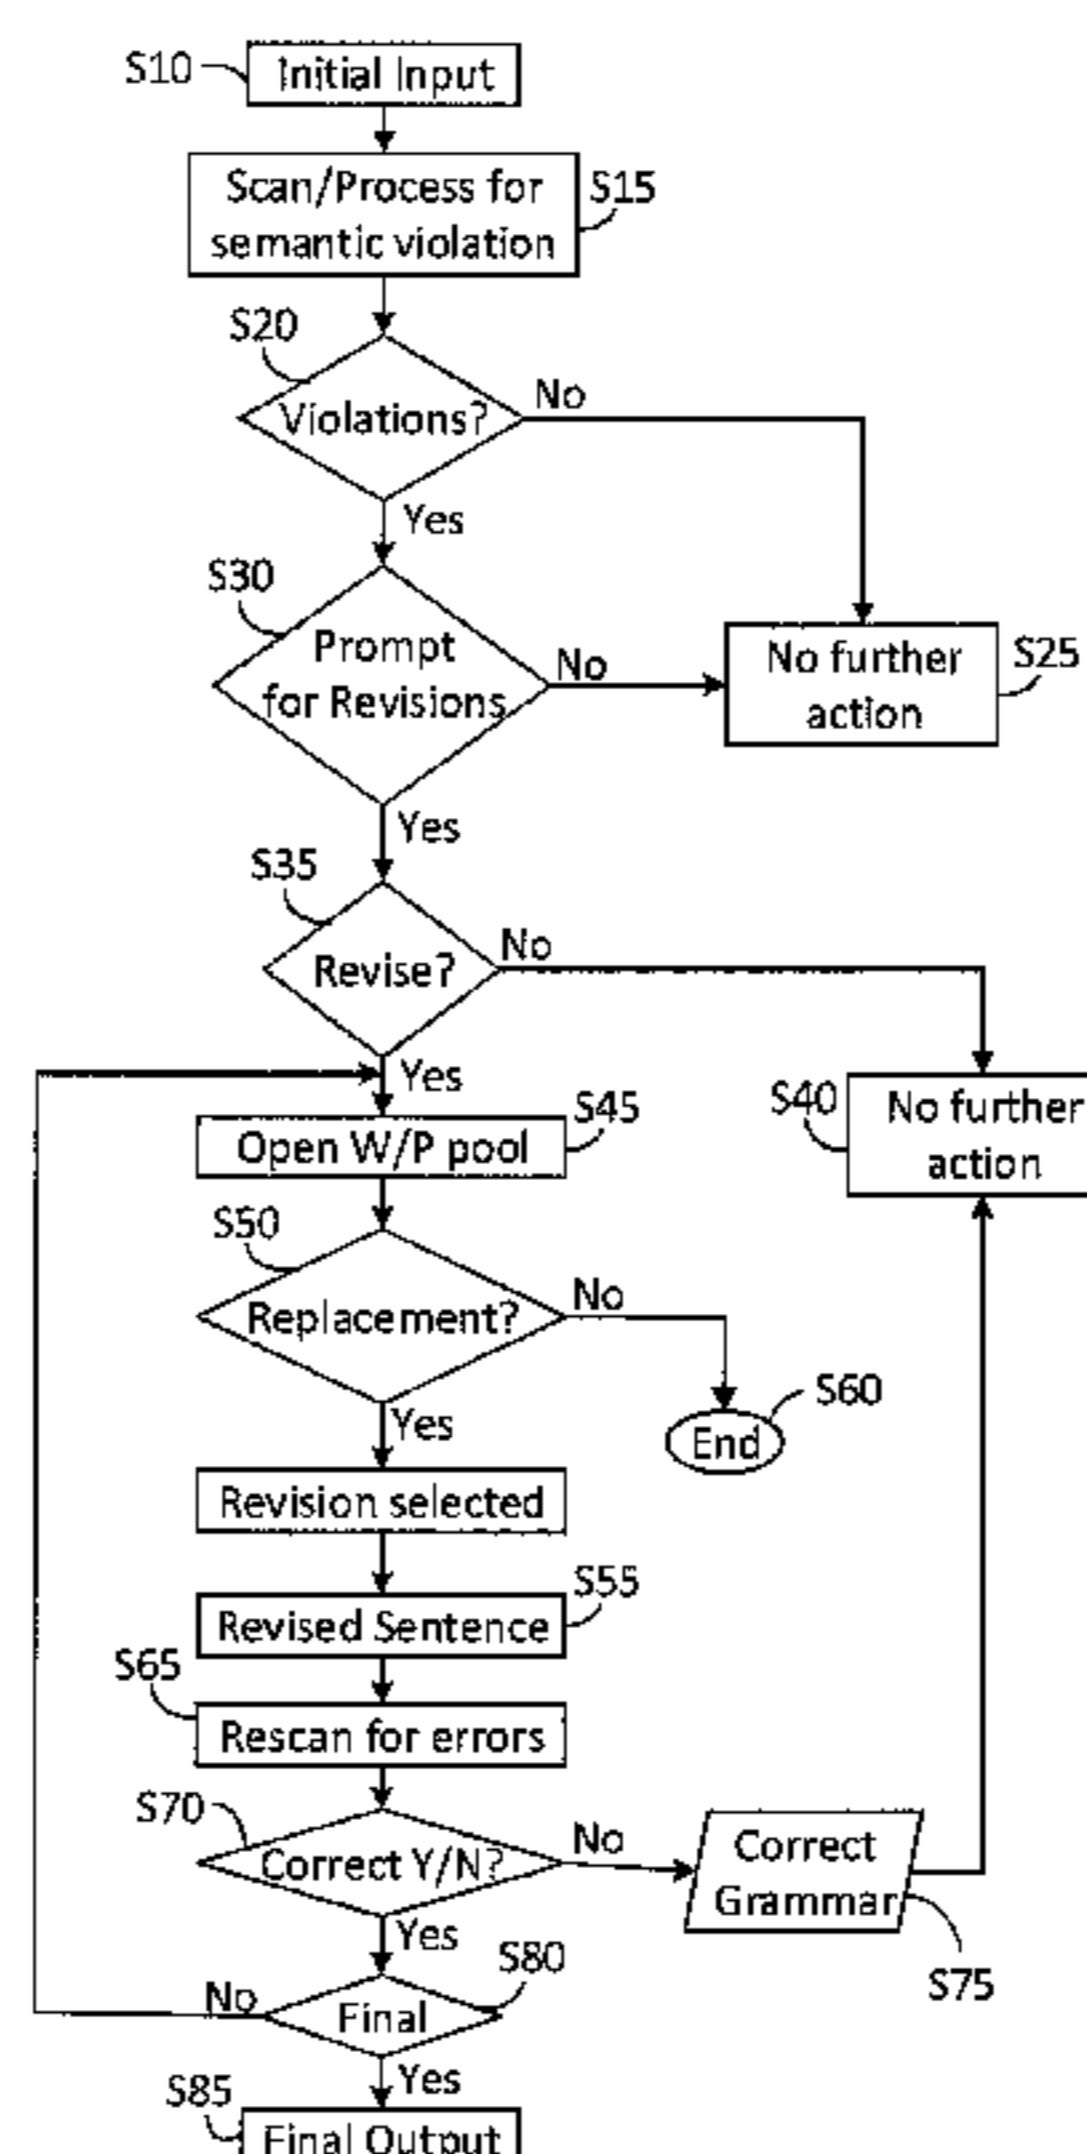 S10
Initial Input
Scan/Process for
semantic violation
S15
S20
Violations?
No
Yes
S30
Prompt
for Revisions
No
No further
action
S25
Yes
S35
Revise?
No
Yes
S40
No further
action
Open W/P pool
S45
S50
Replacement?
No
S60
End
Yes
Revision selected
S55
Revised Sentence
S65
Rescan for errors
S70
Correct Y/N?
No
Correct
Grammar
S75
Yes
S80
Final
No
Yes
S85
Final Output